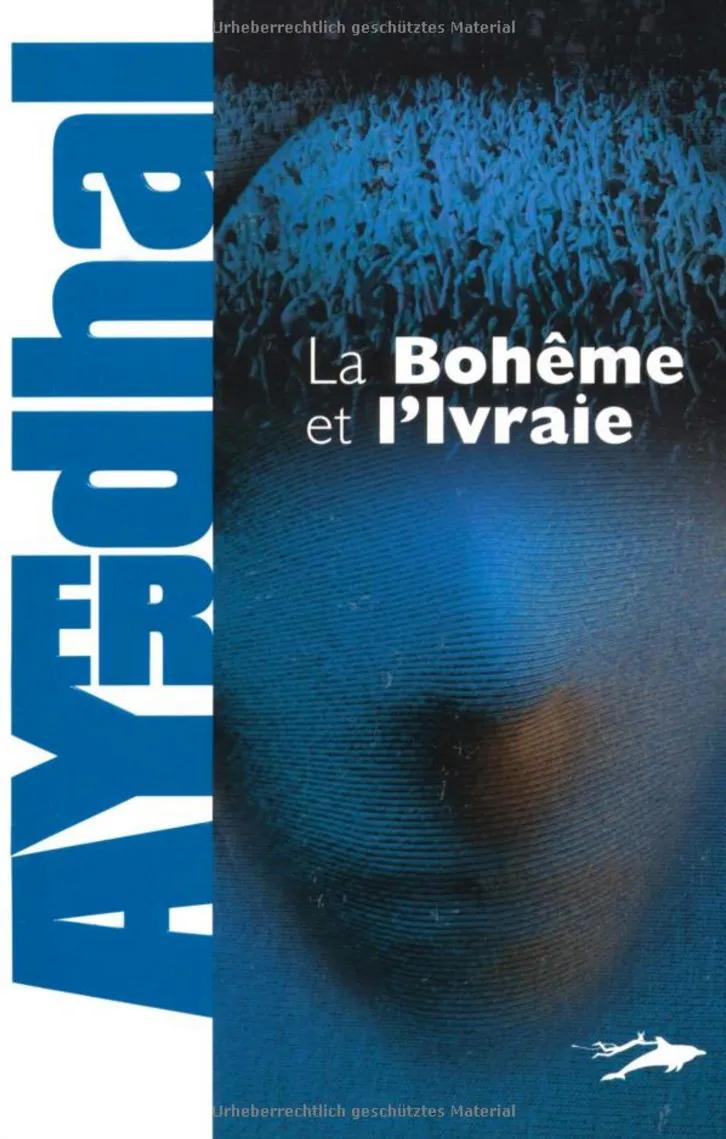 Urheberrechtlich geschütztes Material
AYERdhal
La Bohême
et l'Ivraie
Urheberrechtlich geschütztes Material